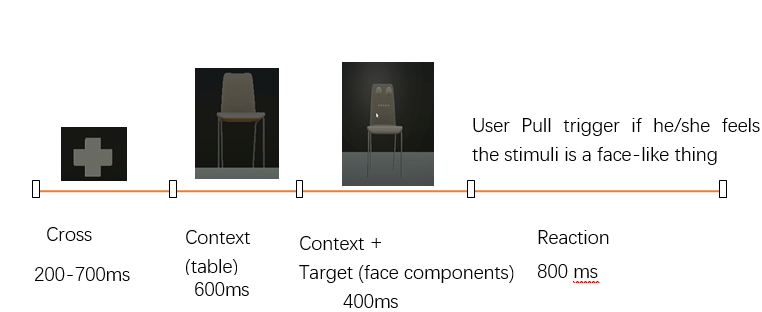 User Pull trigger if he/she feels
the stimuli is a face-like thing
Cross
200-700ms
Context
(table)
600ms
Context +
Target (face components)
400ms
Reaction
800 ms